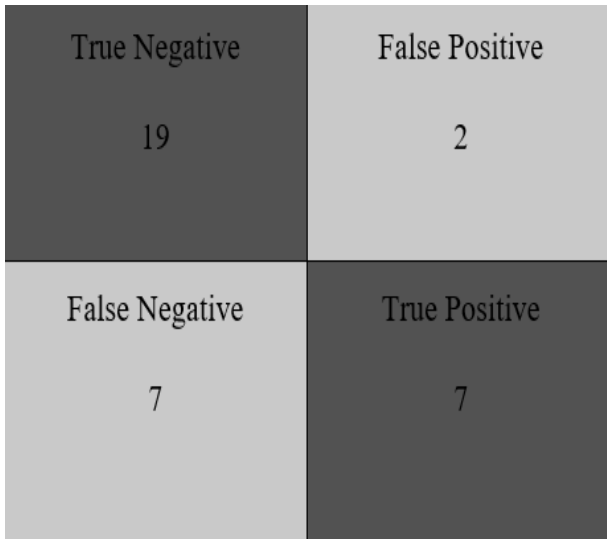 True Negative
False Positive
19
2
False Negative
True Positive
7
7